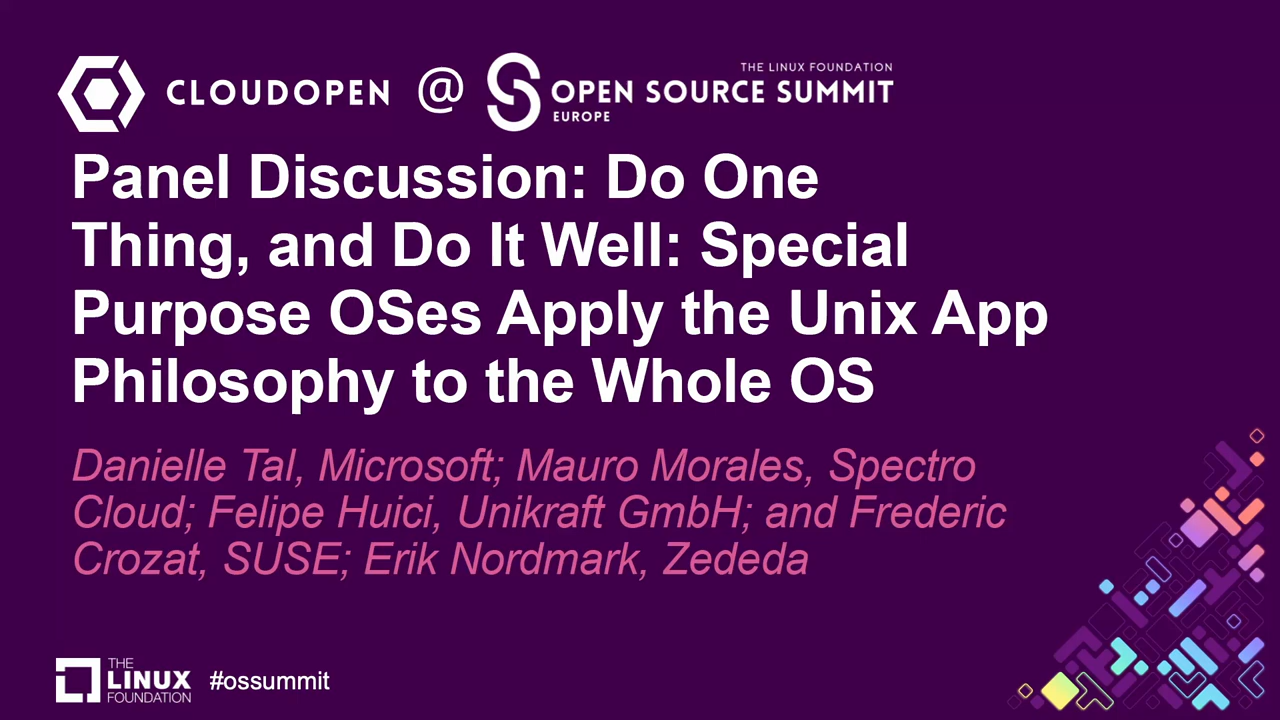 CLOUDOPEN @ THE LINUX FOUNDATION
OPEN SOURCE SUMMIT
EUROPE
Panel Discussion: Do One
Thing, and Do It Well: Special
Purpose OSes Apply the Unix App
Philosophy to the Whole OS
Danielle Tal, Microsoft; Mauro Morales, Spectro
Cloud; Felipe Huici, Unikraft GmbH; and Frederic
Crozat, SUSE; Erik Nordmark, Zededa
THE
LINUX
FOUNDATION
#ossummit